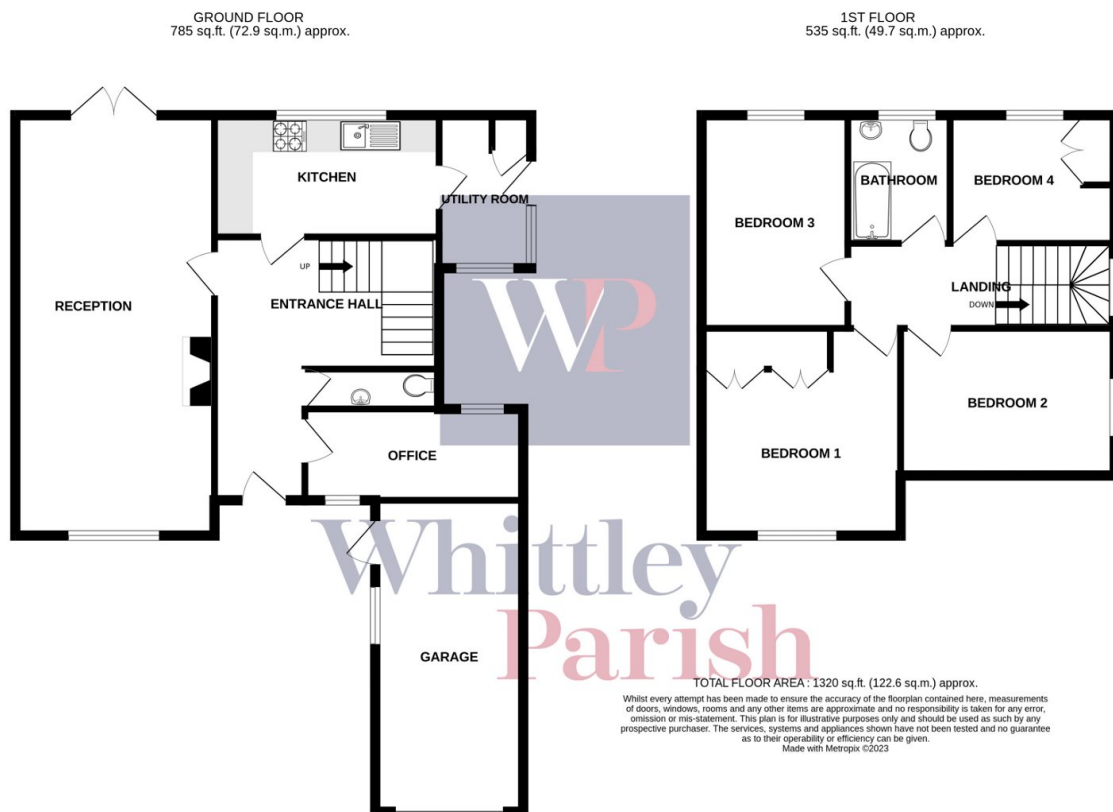 GROUND FLOOR
785 sq.ft. (72.9 sq.m.) approx.
1ST FLOOR
535 sq.ft. (49.7 sq.m.) approx.
KITCHEN
UTILITY ROOM
UP
ENTRANCE HALL
RECEPTION
OFFICE
GARAGE
BATHROOM
BEDROOM 4
BEDROOM 3
LANDING
DOWN
BEDROOM 2
BEDROOM 1
WP
Whittley
Parish
TOTAL FLOOR AREA : 1320 sq.ft. (122.6 sq.m.) approx.
Whilst every attempt has been made to ensure the accuracy of the floorplan contained here, measurements
of doors, windows, rooms and any other items are approximate and no responsibility is taken for any error,
omission or mis-statement. This plan is for illustrative purposes only and should be used as such by any
prospective purchaser. The services, systems and appliances shown have not been tested and no guarantee
as to their operability or efficiency can be given.
Made with Metropix ©2023